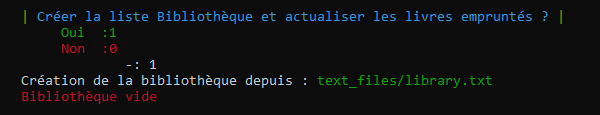 | Créer la liste Bibliothèque et actualiser les livres empruntés ? |
Oui :1
Non :0
-: 1
Création de la bibliothèque depuis : text_files/library.txt
Bibliothèque vide